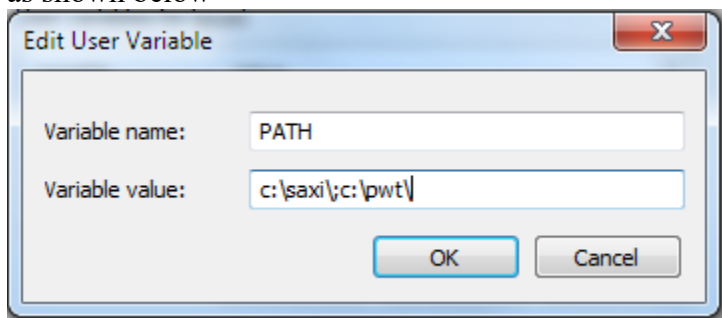 as shown below
Edit User Variable
Variable name: PATH
Variable value: c:\saxi\;c:\pwt\
OK Cancel